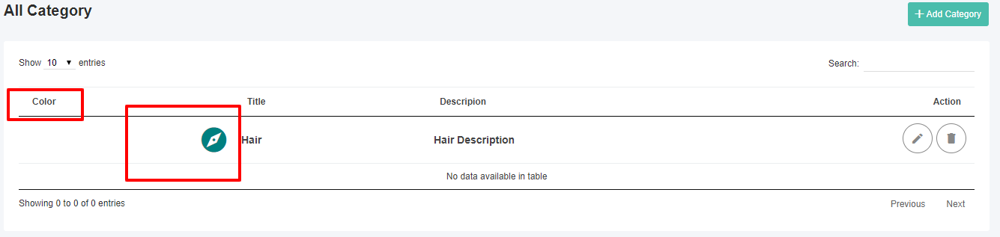 All Category
Add Category
Show 10 entries
Search:
Color Title Descripion Action
Hair Hair Description
No data available in table
Showing 0 to 0 of 0 entries
Previous Next